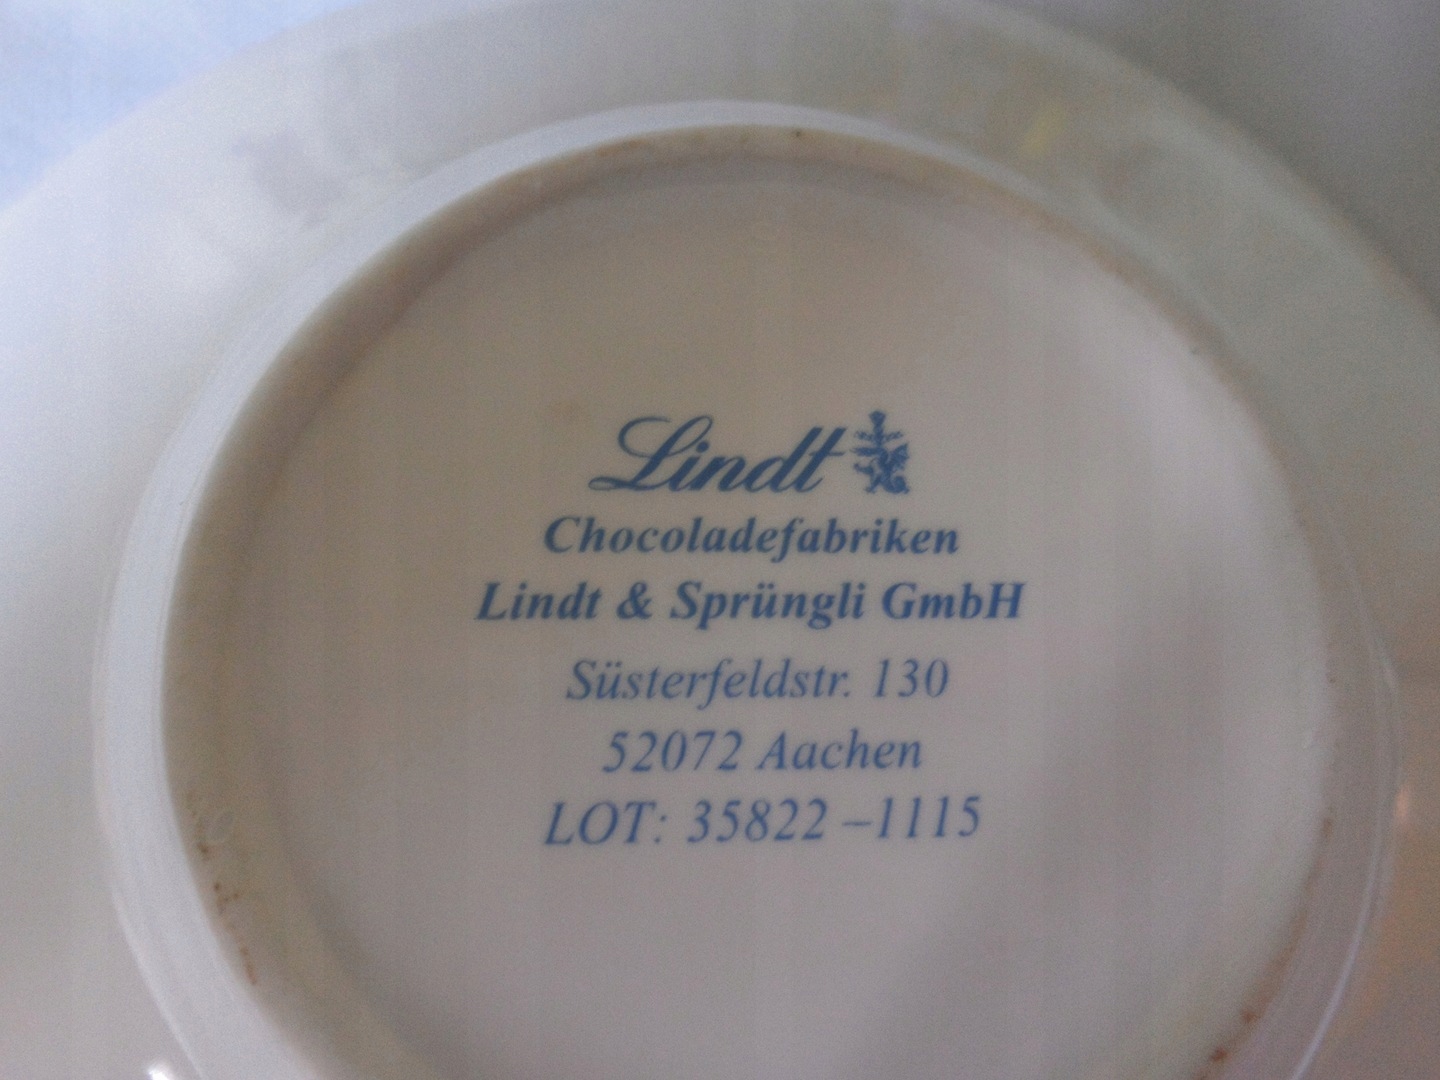 Lindt
Chocoladefabriken
Lindt & Sprüngli GmbH
Süsterfeldstr. 130
52072 Aachen
LOT: 35822 –1115